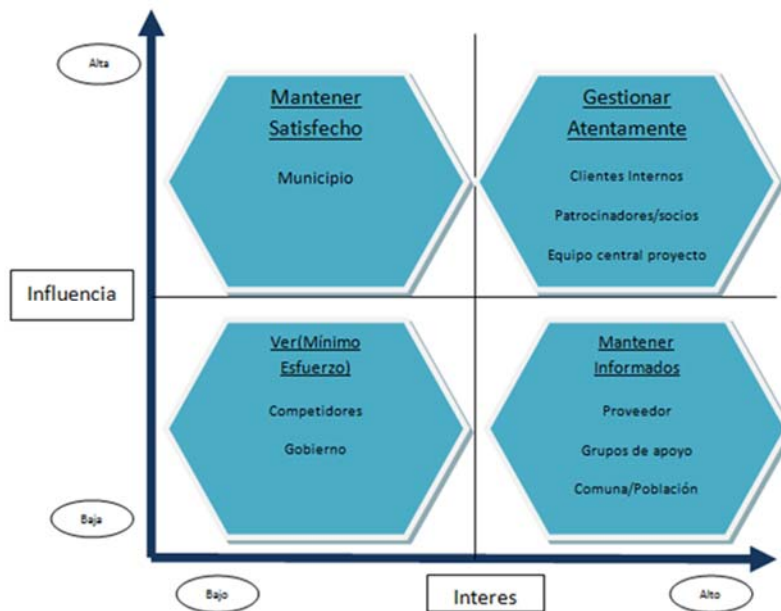 Alta
Mantener
Satisfecho
Municipio
Gestionar
Atentamente
Clientes Internos
Patrocinadores/socios
Equipo central proyecto
Influencia
Ver(Mínimo
Esfuerzo)
Competidores
Gobierno
Mantener
Informados
Proveedor
Grupos de apoyo
Comuna/Población
Baja
Bajo
Interes
Alto